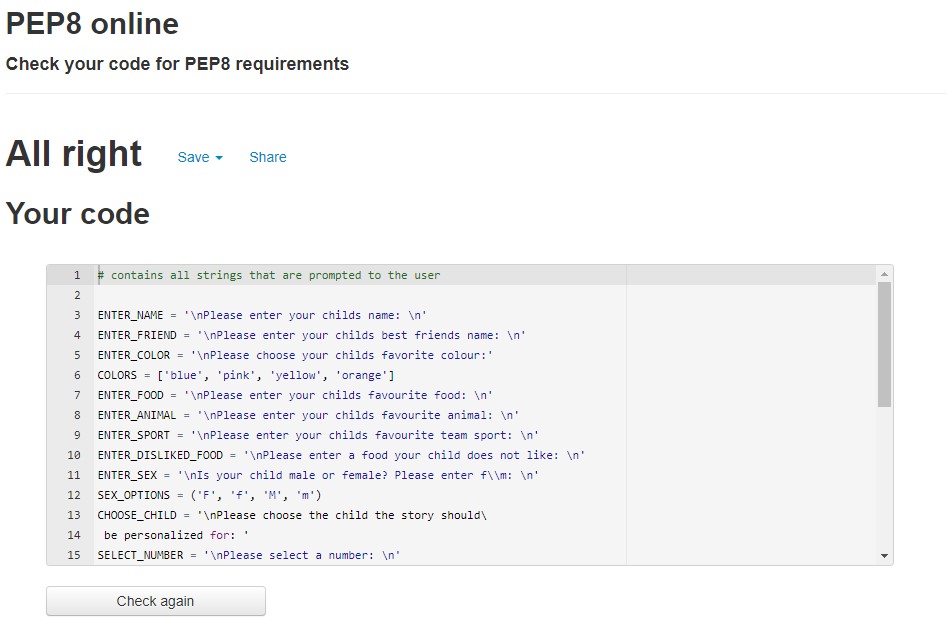 PEP8 online
Check your code for PEP8 requirements
All right Save Share
Your code
1 # contains all strings that are prompted to the user
2
3 ENTER_NAME = '\nPlease enter your childs name: \n'
4 ENTER_FRIEND = '\nPlease enter your childs best friends name: \n'
5 ENTER_COLOR = '\nPlease choose your childs favorite colour:'
6 COLORS = ['blue', 'pink', 'yellow', 'orange']
7 ENTER_FOOD = '\nPlease enter your childs favourite food: \n'
8 ENTER_ANIMAL = '\nPlease enter your childs favourite animal: \n'
9 ENTER_SPORT = '\nPlease enter your childs favourite team sport: \n'
10 ENTER_DISLIKED_FOOD = '\nPlease enter a food your child does not like: \n'
11 ENTER_SEX = '\nIs your child male or female? Please enter f\\m: \n'
12 SEX_OPTIONS = ('F', 'f', 'M', 'm')
13 CHOOSE_CHILD = '\nPlease choose the child the story should\
14  be personalized for: '
15 SELECT_NUMBER = '\nPlease select a number: \n'
Check again